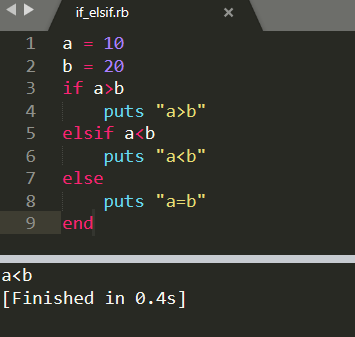 if_elsif.rb ×
1 a = 10
2 b = 20
3 if a>b
4     puts "a>b"
5 elsif a<b
6     puts "a<b"
7 else
8     puts "a=b"
9 end
a<b
[Finished in 0.4s]